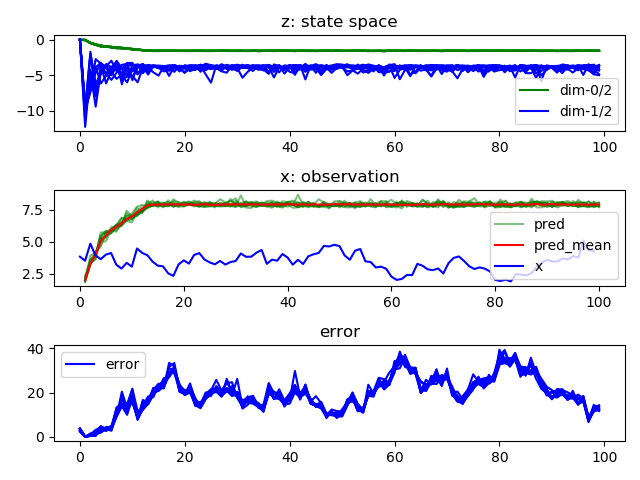 z: state space
0
−5
−10
dim-0/2
dim-1/2
0 20 40 60 80 100
x: observation
7.5
5.0
2.5
pred
pred_mean
x
0 20 40 60 80 100
error
40
20
0
error
0 20 40 60 80 100